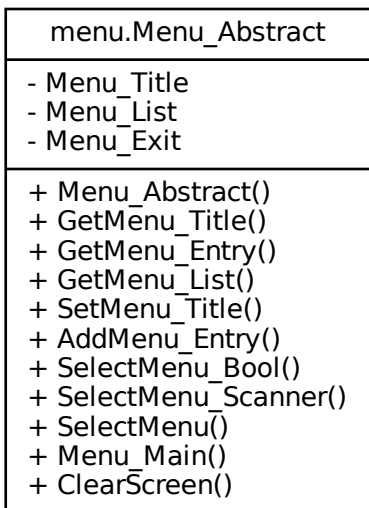 menu.Menu_Abstract
- Menu_Title
- Menu_List
- Menu_Exit
+ Menu_Abstract()
+ GetMenu_Title()
+ GetMenu_Entry()
+ GetMenu_List()
+ SetMenu_Title()
+ AddMenu_Entry()
+ SelectMenu_Bool()
+ SelectMenu_Scanner()
+ SelectMenu()
+ Menu_Main()
+ ClearScreen()